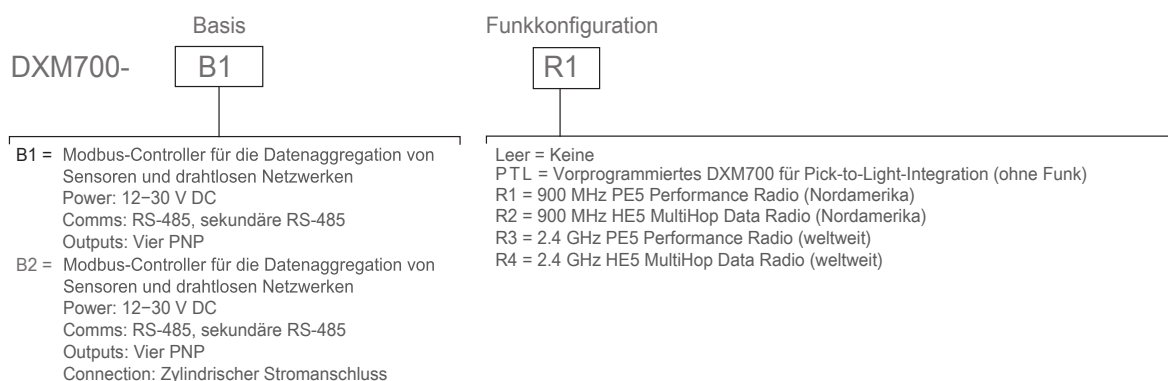 Basis
Funkkonfiguration
DXM700-
B1
R1
B1 = Modbus-Controller für die Datenaggregation von
Sensoren und drahtlosen Netzwerken
Power: 12–30 V DC
Comms: RS-485, sekundäre RS-485
Outputs: Vier PNP
B2 = Modbus-Controller für die Datenaggregation von
Sensoren und drahtlosen Netzwerken
Power: 12–30 V DC
Comms: RS-485, sekundäre RS-485
Outputs: Vier PNP
Connection: Zylindrischer Stromanschluss
Leer = Keine
PTL = Vorprogrammiertes DXM700 für Pick-to-Light-Integration (ohne Funk)
R1 = 900 MHz PE5 Performance Radio (Nordamerika)
R2 = 900 MHz HE5 MultiHop Data Radio (Nordamerika)
R3 = 2.4 GHz PE5 Performance Radio (weltweit)
R4 = 2.4 GHz HE5 MultiHop Data Radio (weltweit)